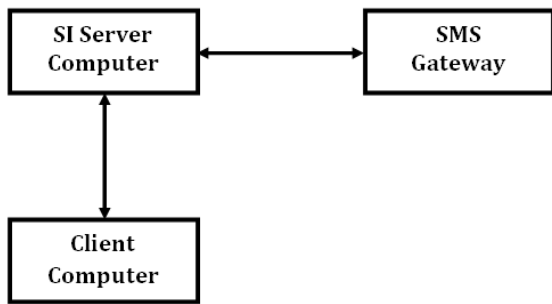 SI Server
Computer
SMS
Gateway
Client
Computer